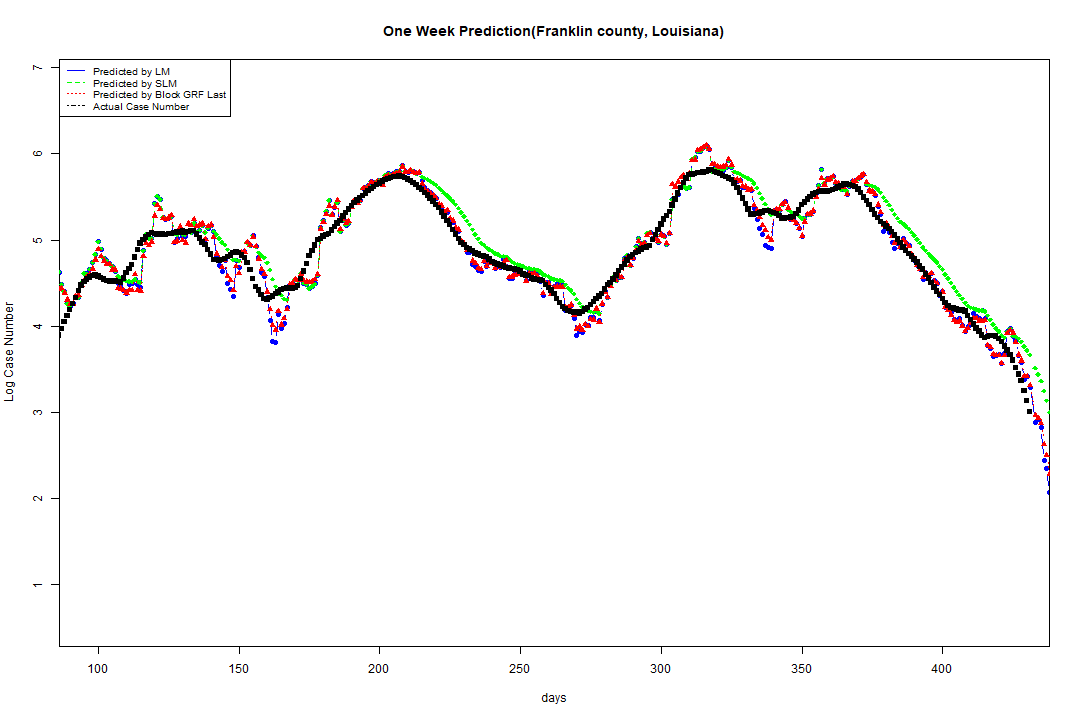 One Week Prediction(Franklin county, Louisiana)
Predicted by LM
Predicted by SLM
Predicted by Block GRF Last
Actual Case Number
7
6
5
4
3
2
1
Log Case Number
100 150 200 250 300 350 400
days